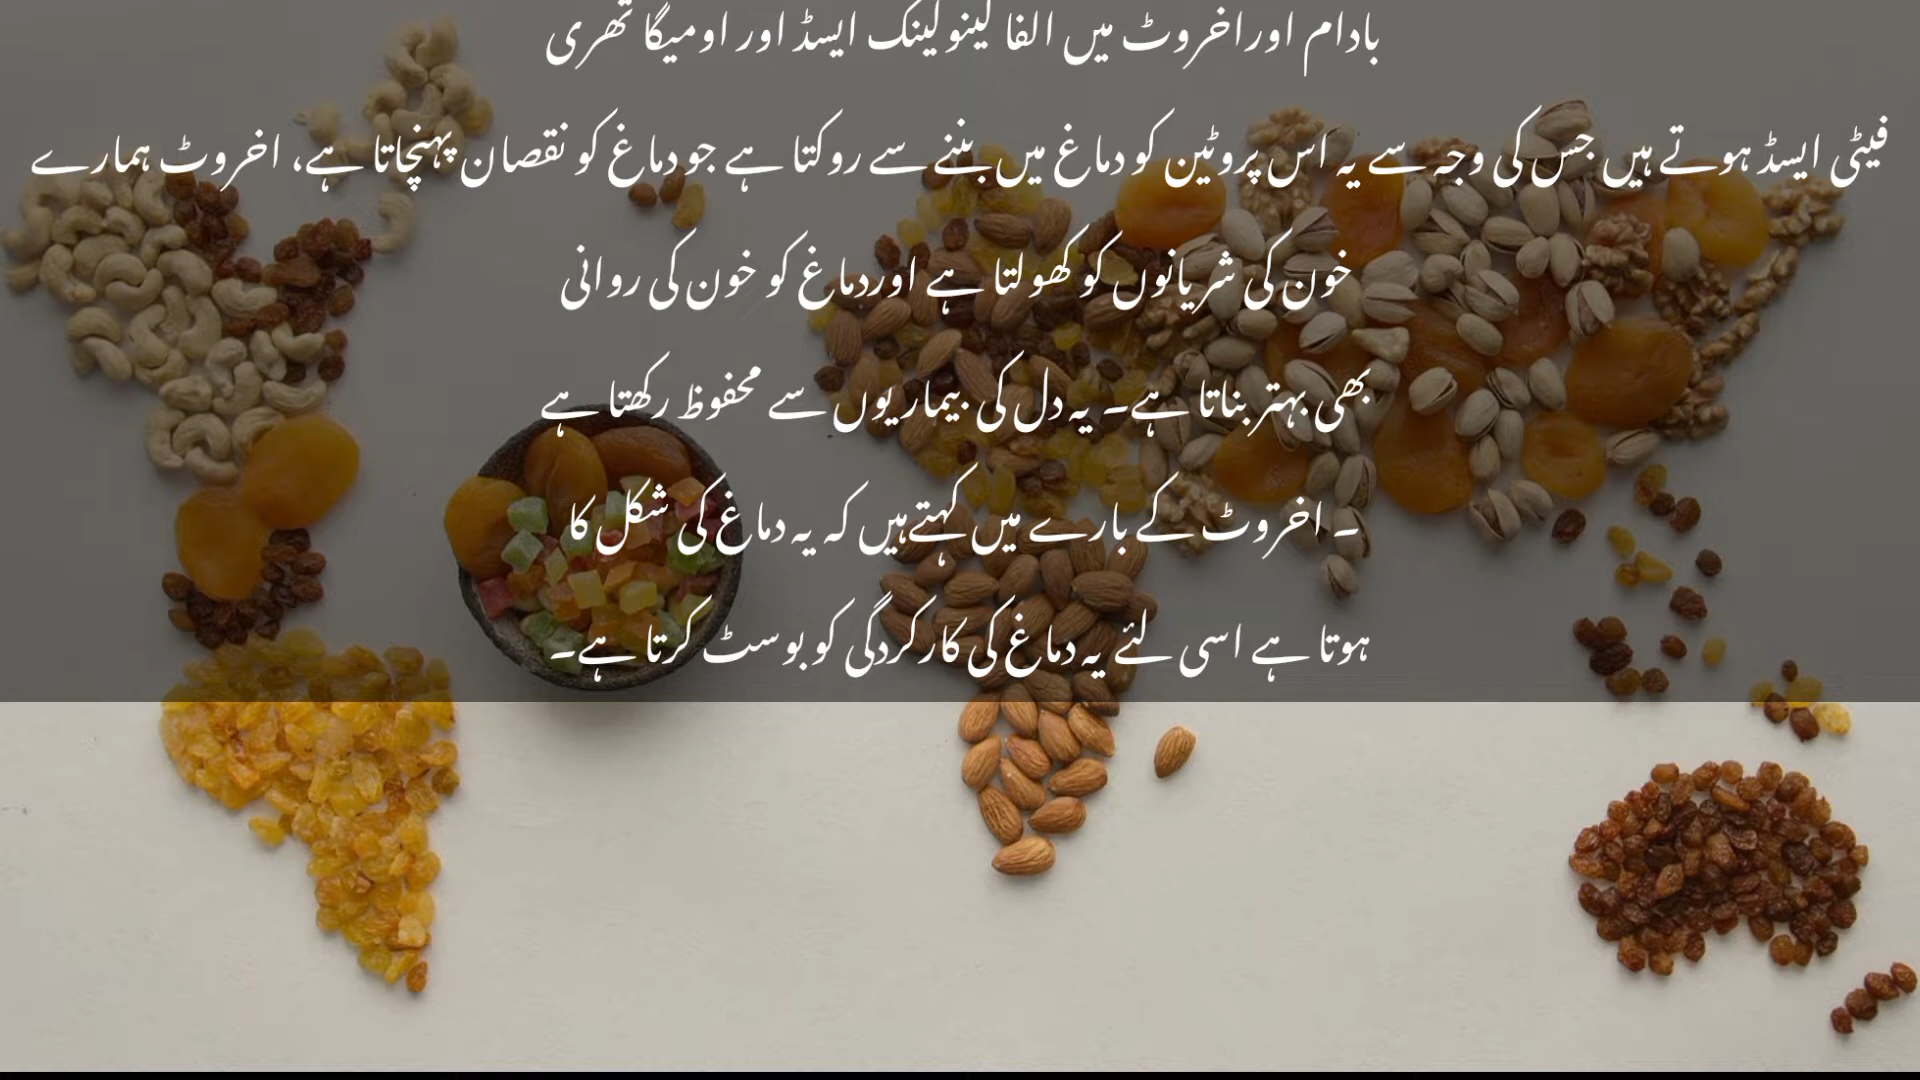 بادام اور اخروٹ میں الفا لینولینک ایسڈ اور اومیگا تھری
فیٹی ایسڈ ہوتے ہیں جس کی وجہ سے یہ اس پروٹین کو دماغ میں بننے سے روکتا ہے جو دماغ کو نقصان پہنچاتا ہے، اخروٹ ہمارے
خون کی شریانوں کو کھولتا ہے اور دماغ کو خون کی روانی
بھی بہتر بناتا ہے۔ یہ دل کی بیماریوں سے محفوظ رکھتا ہے
۔ اخروٹ کے بارے میں کہتے ہیں کہ یہ دماغ کی شکل کا
ہوتا ہے اسی لئے یہ دماغ کی کارکردگی کو بوسٹ کرتا ہے۔